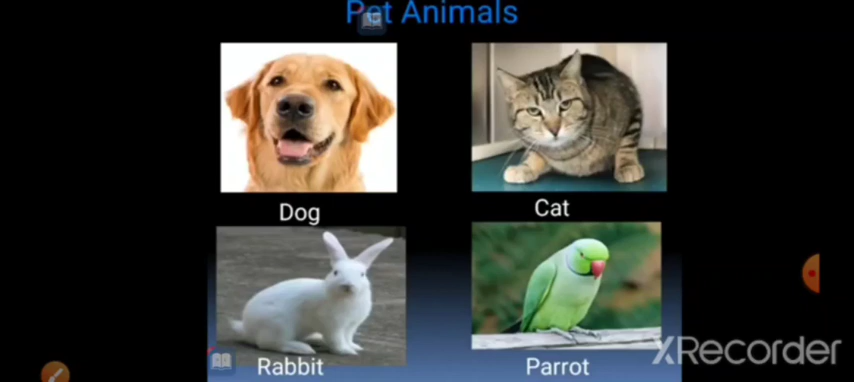 Pet Animals
Dog
Cat
Rabbit
Parrot
XRecorder